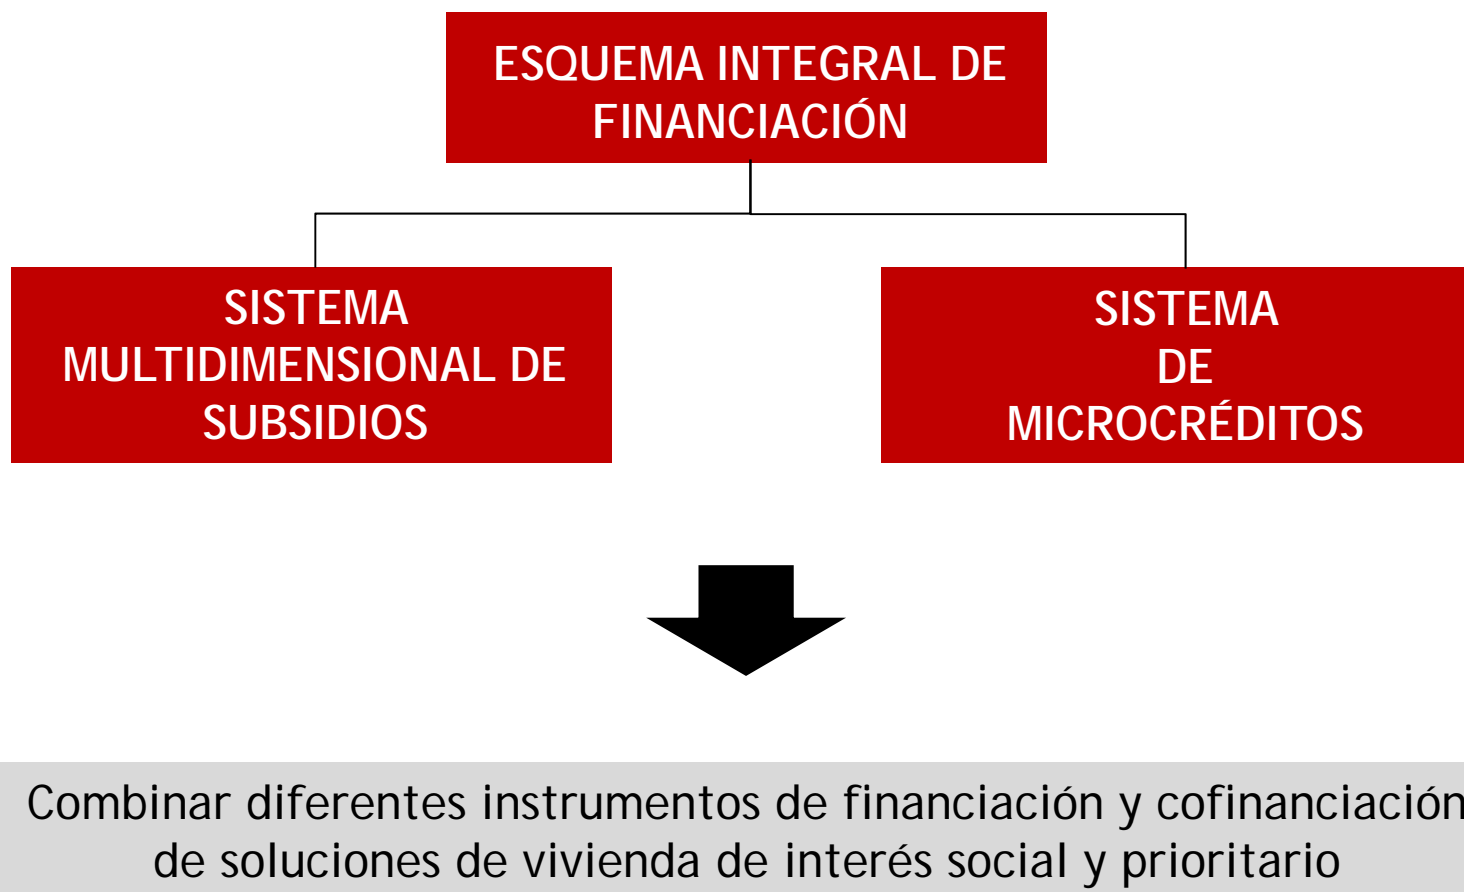 ESQUEMA INTEGRAL DE
FINANCIACIÓN
SISTEMA
MULTIDIMENSIONAL DE
SUBSIDIOS
SISTEMA
DE
MICROCRÉDITOS
Combinar diferentes instrumentos de financiación y cofinanciación
de soluciones de vivienda de interés social y prioritario